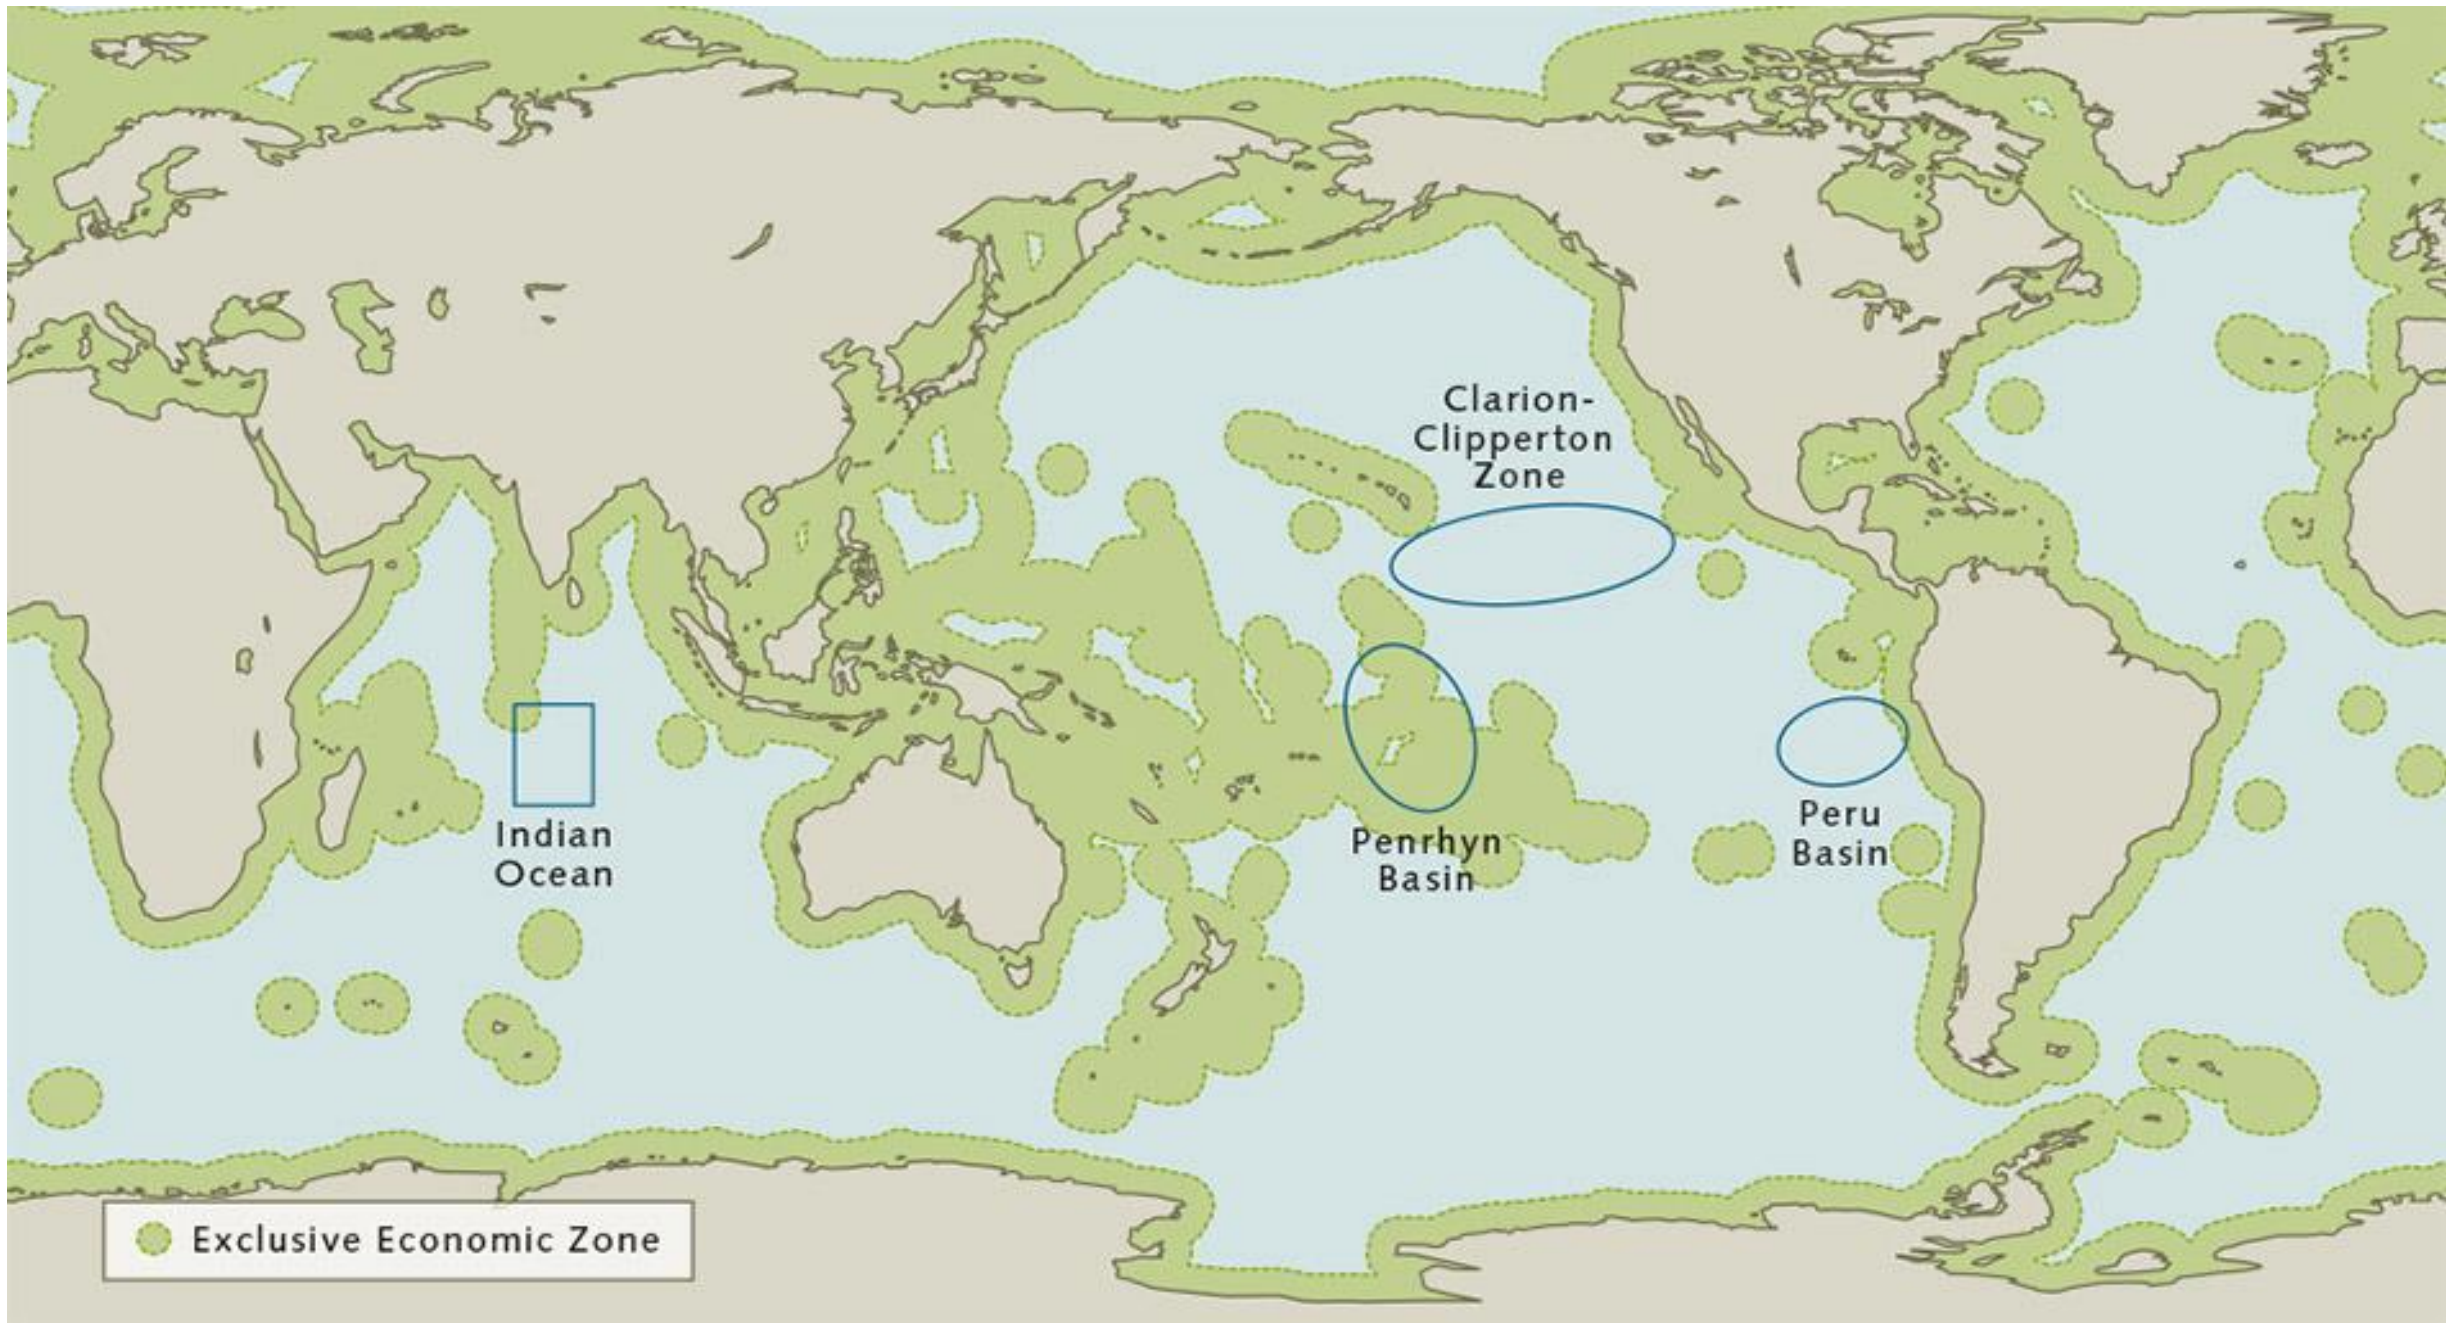 Clarion-
Clipperton
Zone
Indian
Ocean
Penrhyn
Basin
Peru
Basin
Exclusive Economic Zone